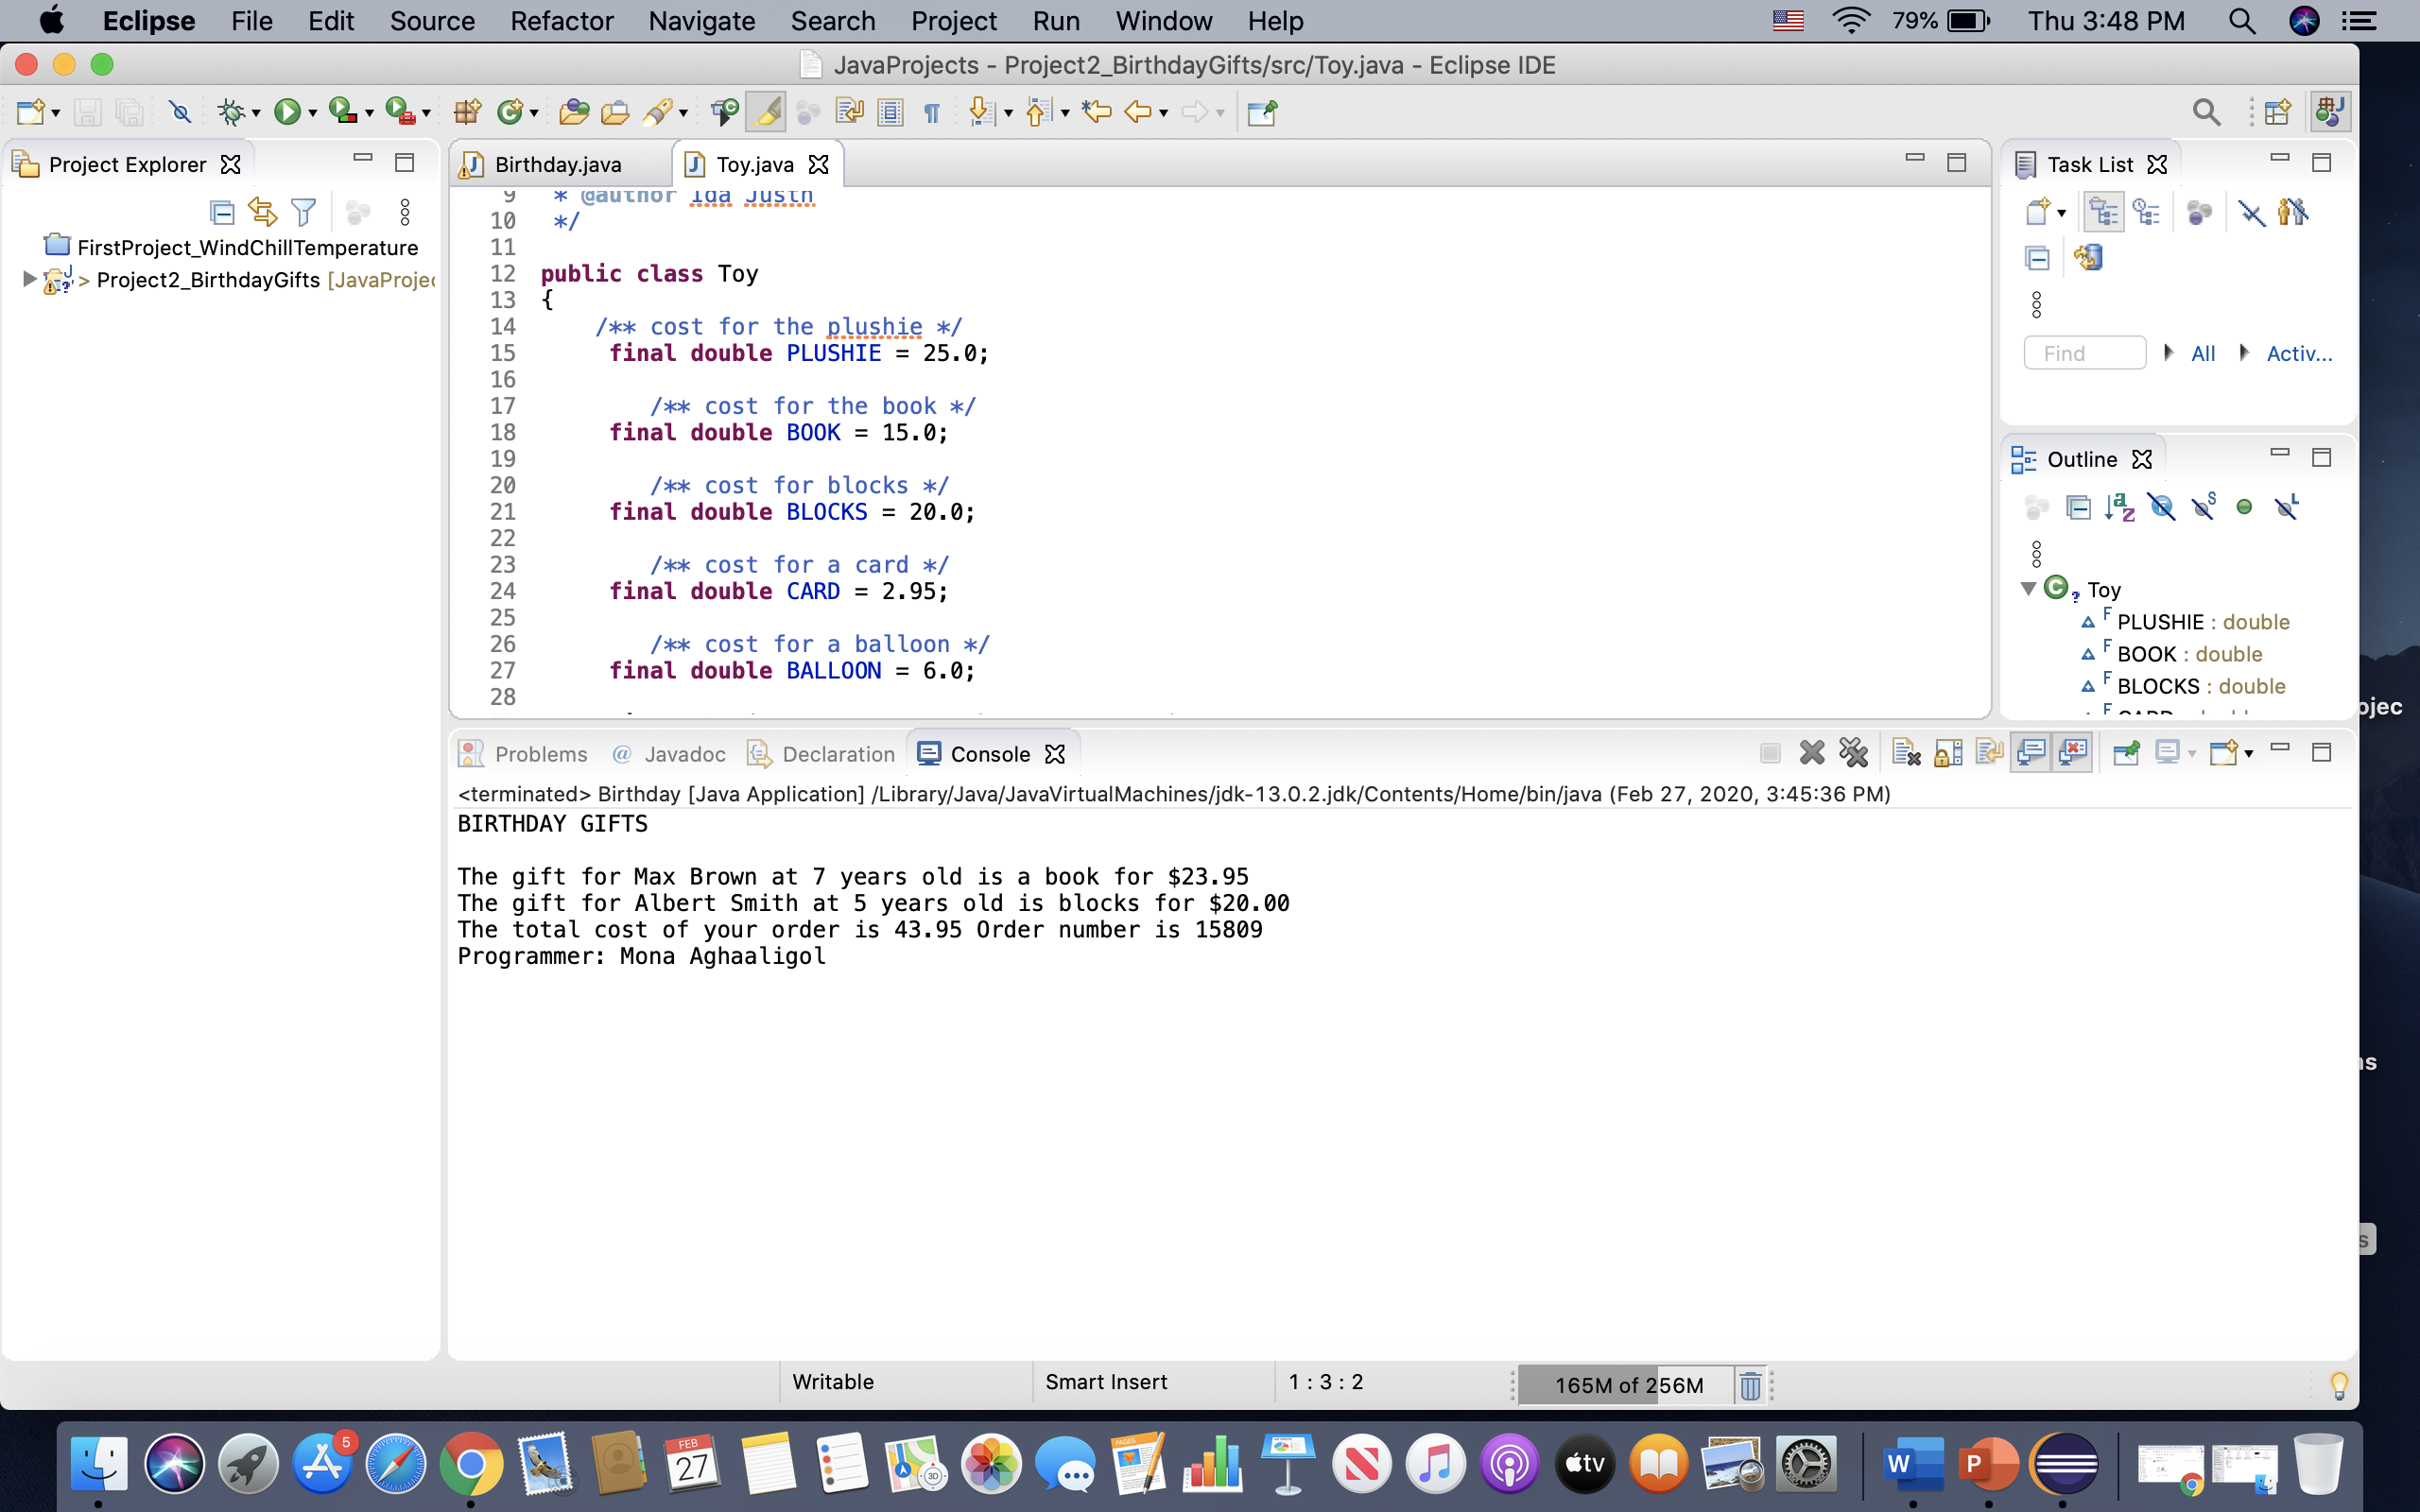 Eclipse File Edit Source Refactor Navigate Search Project Run Window Help 79% Thu 3:48 PM
JavaProjects - Project2_BirthdayGifts/src/Toy.java - Eclipse IDE
Project Explorer
FirstProject_WindChillTemperature
> Project2_BirthdayGifts [JavaProjec
Birthday.java Toy.java
9 * @author Ida Justh
10 */
11
12 public class Toy
13 {
14 /** cost for the plushie */
15 final double PLUSHIE = 25.0;
16
17 /** cost for the book */
18 final double BOOK = 15.0;
19
20 /** cost for blocks */
21 final double BLOCKS = 20.0;
22
23 /** cost for a card */
24 final double CARD = 2.95;
25
26 /** cost for a balloon */
27 final double BALLOON = 6.0;
28
Task List
Find All Activ...
Outline
Toy
PLUSHIE : double
BOOK : double
BLOCKS : double
ojec
Problems @ Javadoc Declaration Console
<terminated> Birthday [Java Application] /Library/Java/JavaVirtualMachines/jdk-13.0.2.jdk/Contents/Home/bin/java (Feb 27, 2020, 3:45:36 PM)
BIRTHDAY GIFTS
The gift for Max Brown at 7 years old is a book for $23.95
The gift for Albert Smith at 5 years old is blocks for $20.00
The total cost of your order is 43.95 Order number is 15809
Programmer: Mona Aghaaligol
Writable Smart Insert 1 : 3 : 2 165M of 256M
5
FEB
27
PAGES
3D
tv
W
P